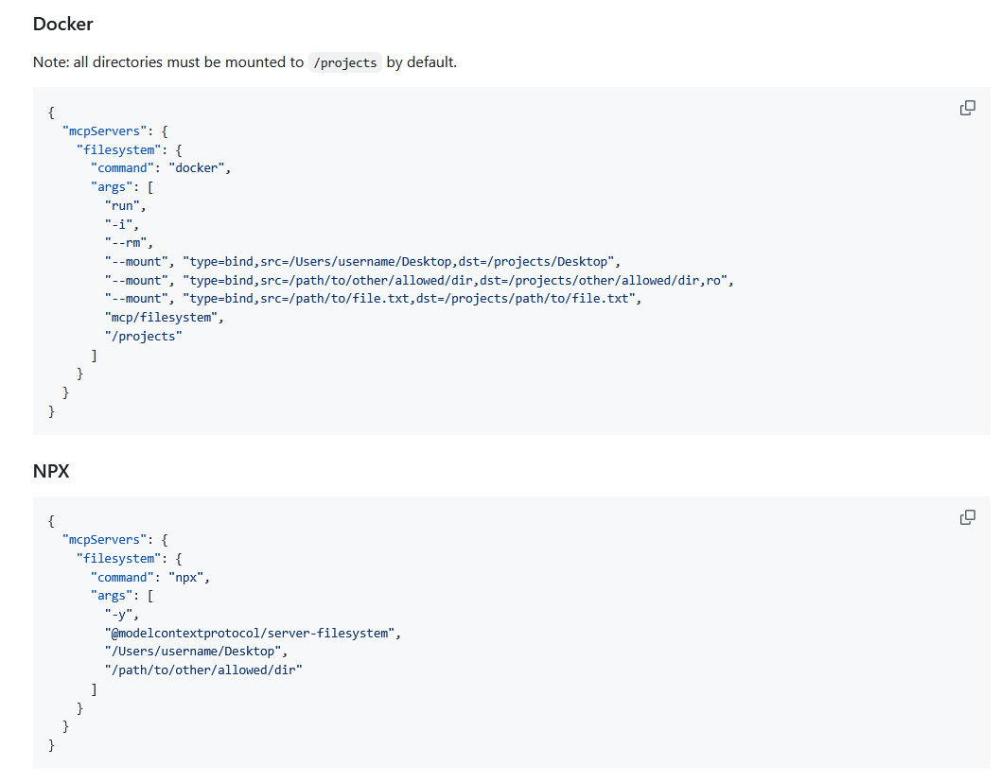 Docker
Note: all directories must be mounted to /projects by default.
{
  "mcpServers": {
    "filesystem": {
      "command": "docker",
      "args": [
        "run",
        "-i",
        "--rm",
        "--mount", "type=bind,src=/Users/username/Desktop,dst=/projects/Desktop",
        "--mount", "type=bind,src=/path/to/other/allowed/dir,dst=/projects/other/allowed/dir,ro",
        "--mount", "type=bind,src=/path/to/file.txt,dst=/projects/path/to/file.txt",
        "mcp/filesystem",
        "/projects"
      ]
    }
  }
}
NPX
{
  "mcpServers": {
    "filesystem": {
      "command": "npx",
      "args": [
        "-y",
        "@modelcontextprotocol/server-filesystem",
        "/Users/username/Desktop",
        "/path/to/other/allowed/dir"
      ]
    }
  }
}